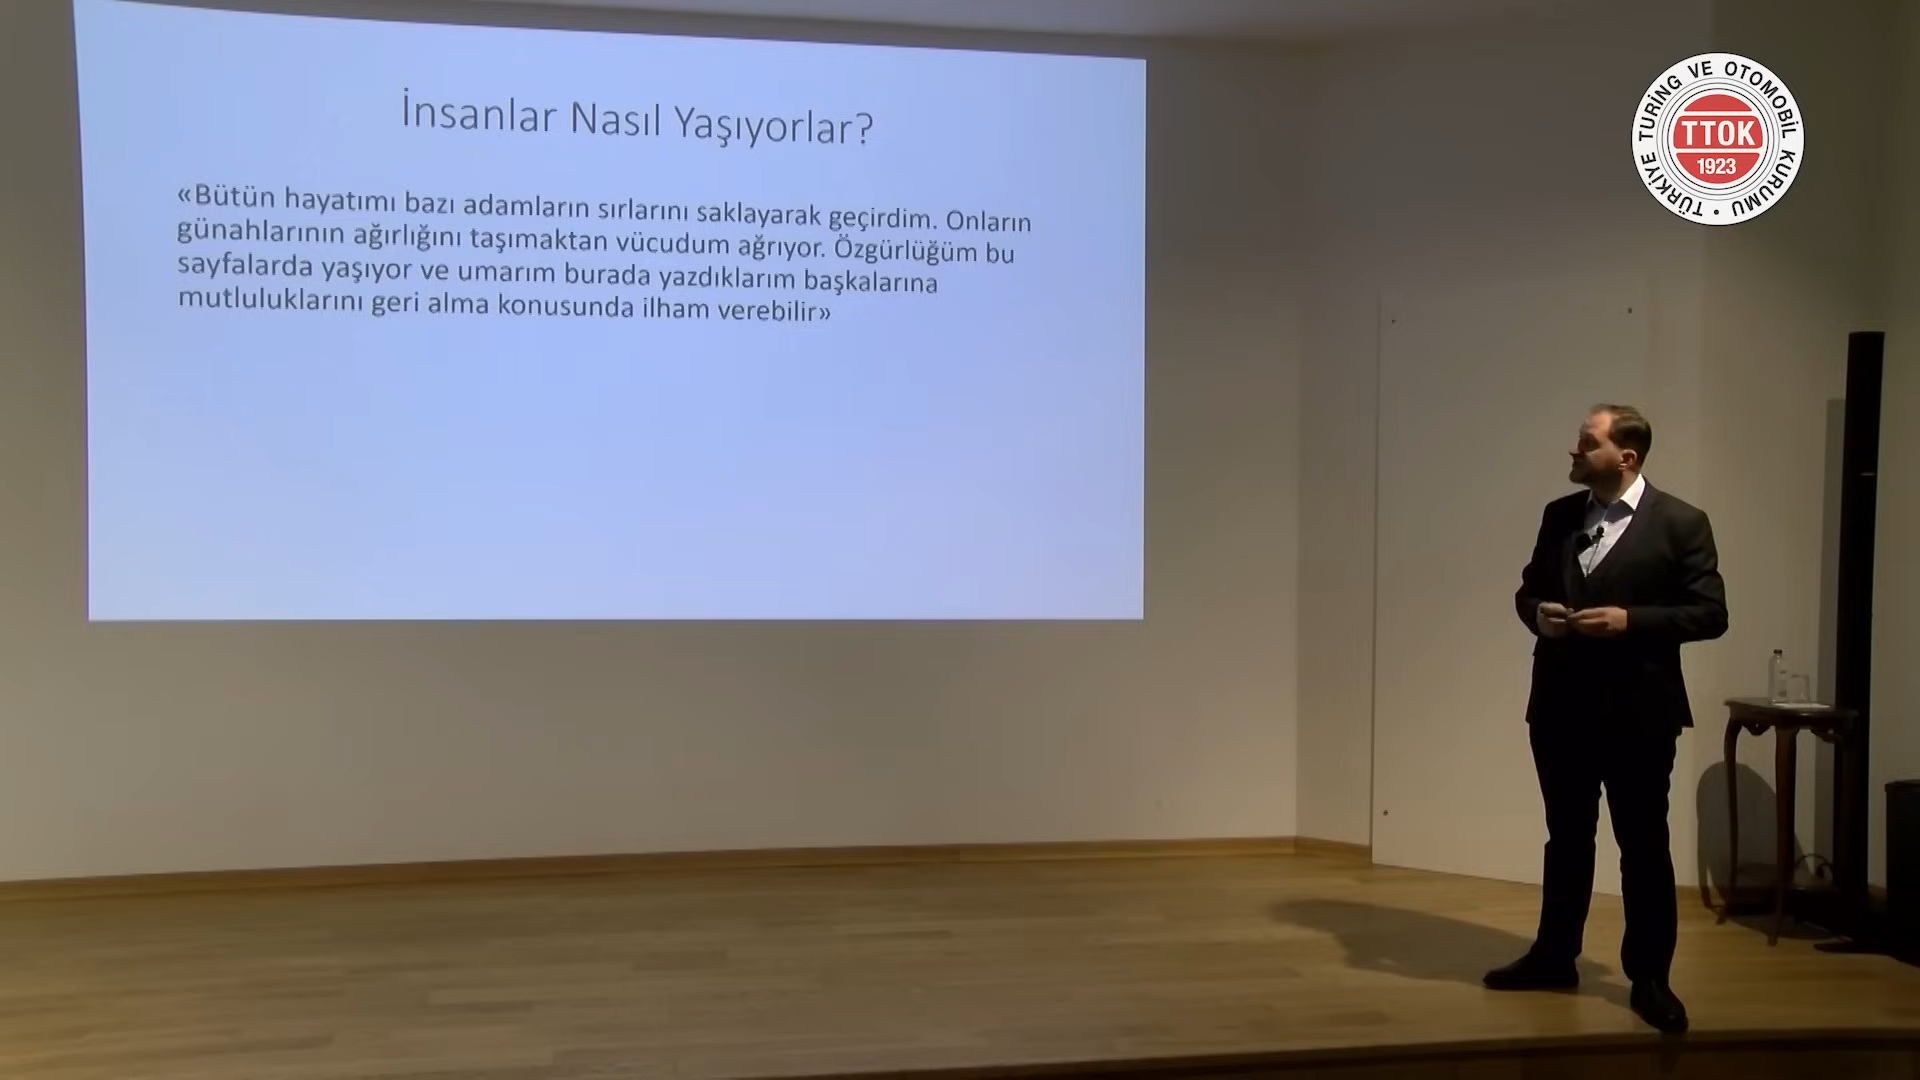 İnsanlar Nasıl Yaşıyorlar?
«Bütün hayatımı bazı adamların sırlarını saklayarak geçirdim. Onların
günahlarının ağırlığını taşımaktan vücudum ağrıyor. Özgürlüğüm bu
sayfalarda yaşıyor ve umarım burada yazdıklarım başkalarına
mutluluklarını geri alma konusunda ilham verebilir»
TÜRKİYE TURİNG VE OTOMOBİL KURUMU •
TTOK
1923